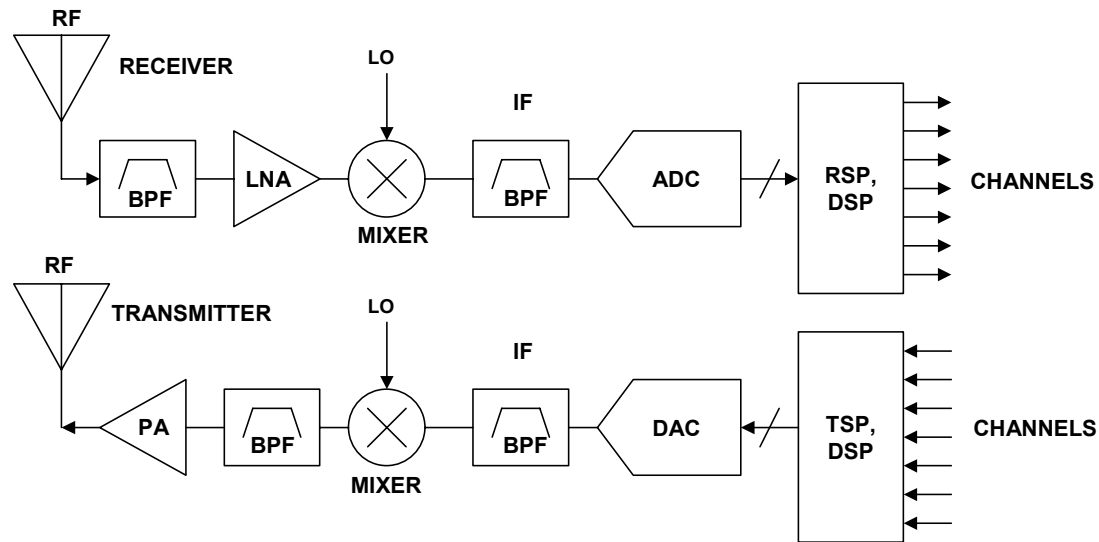 RF
RECEIVER
LO
IF
BPF
LNA
BPF
ADC
RSP,
DSP
CHANNELS
MIXER
RF
TRANSMITTER
LO
IF
PA
BPF
BPF
DAC
TSP,
DSP
CHANNELS
MIXER